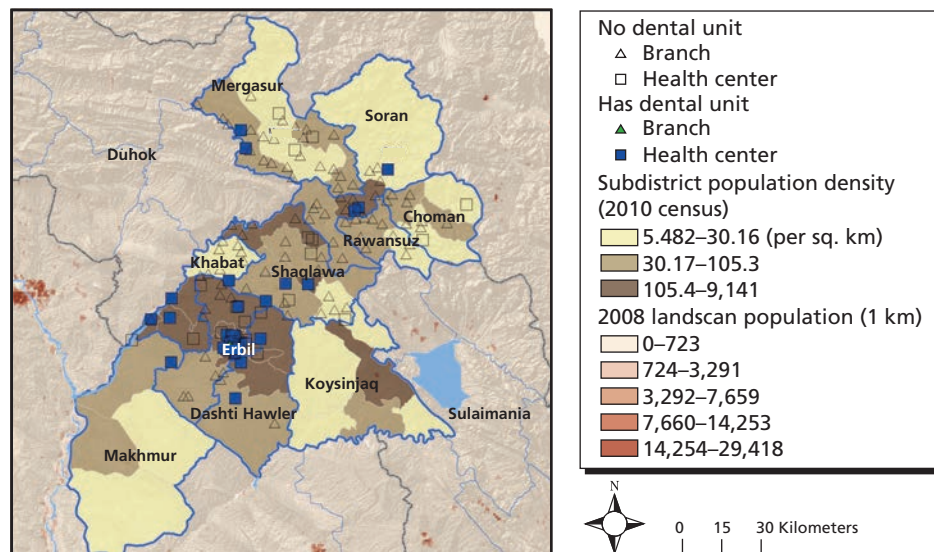 Mergasur
Soran
Duhok
Choman
Rawansuz
Khabat
Shaqlawa
Erbil
Koysinjaq
Dashti Hawler
Sulaimania
Makhmur
No dental unit
Branch
Health center
Has dental unit
Branch
Health center
Subdistrict population density
(2010 census)
5.482–30.16 (per sq. km)
30.17–105.3
105.4–9,141
2008 landscan population (1 km)
0–723
724–3,291
3,292–7,659
7,660–14,253
14,254–29,418
N
0 15 30 Kilometers